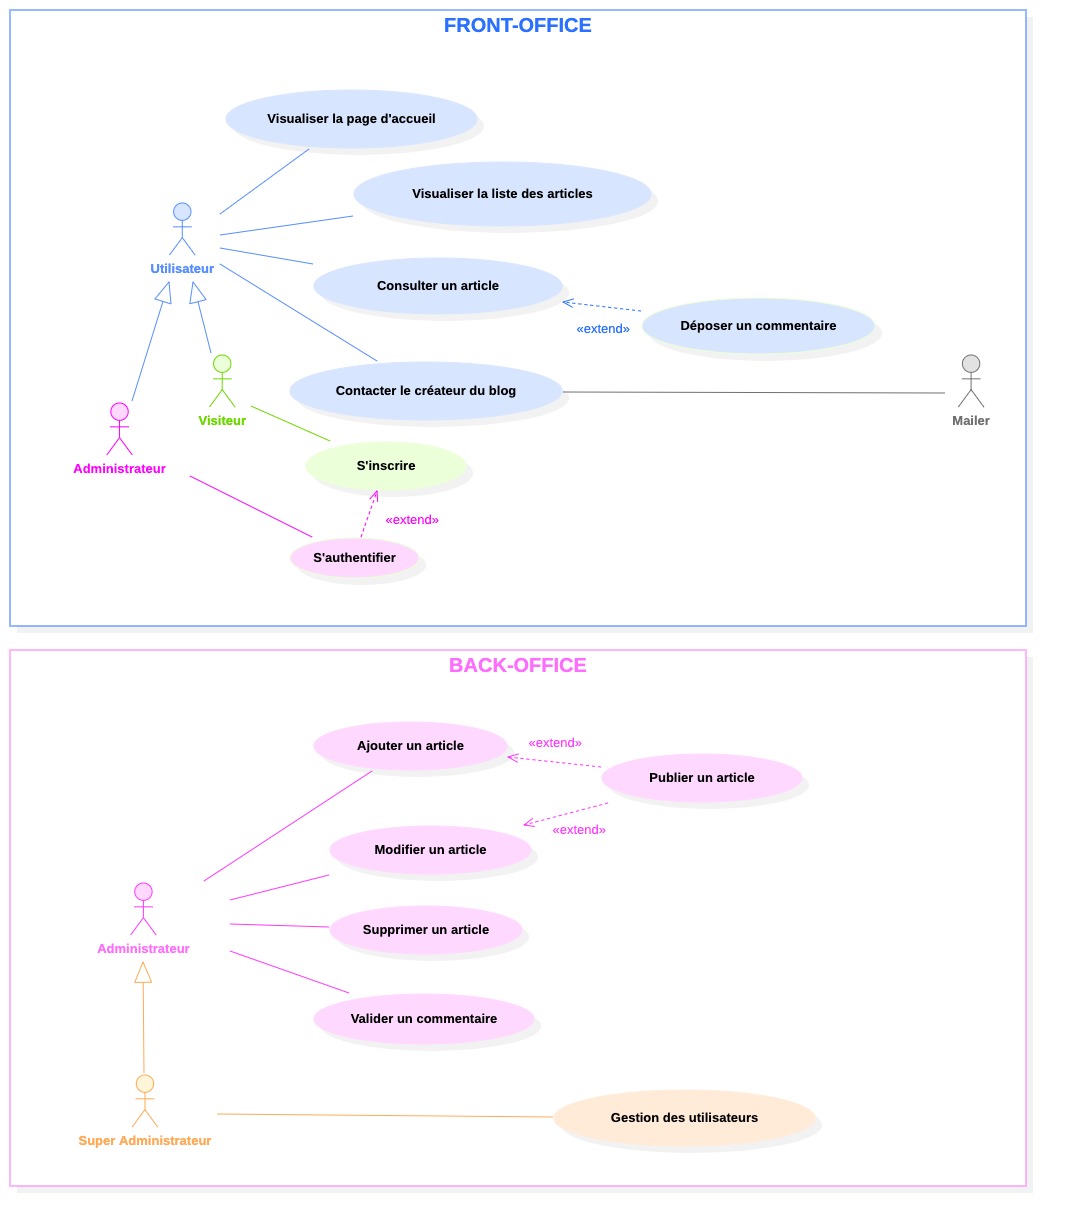 FRONT-OFFICE
Visualiser la page d'accueil
Visualiser la liste des articles
Utilisateur
Consulter un article
«extend»
Déposer un commentaire
Contacter le créateur du blog
Visiteur
Mailer
Administrateur
S'inscrire
«extend»
S'authentifier
BACK-OFFICE
Ajouter un article
«extend»
Publier un article
«extend»
Modifier un article
Supprimer un article
Administrateur
Valider un commentaire
Gestion des utilisateurs
Super Administrateur